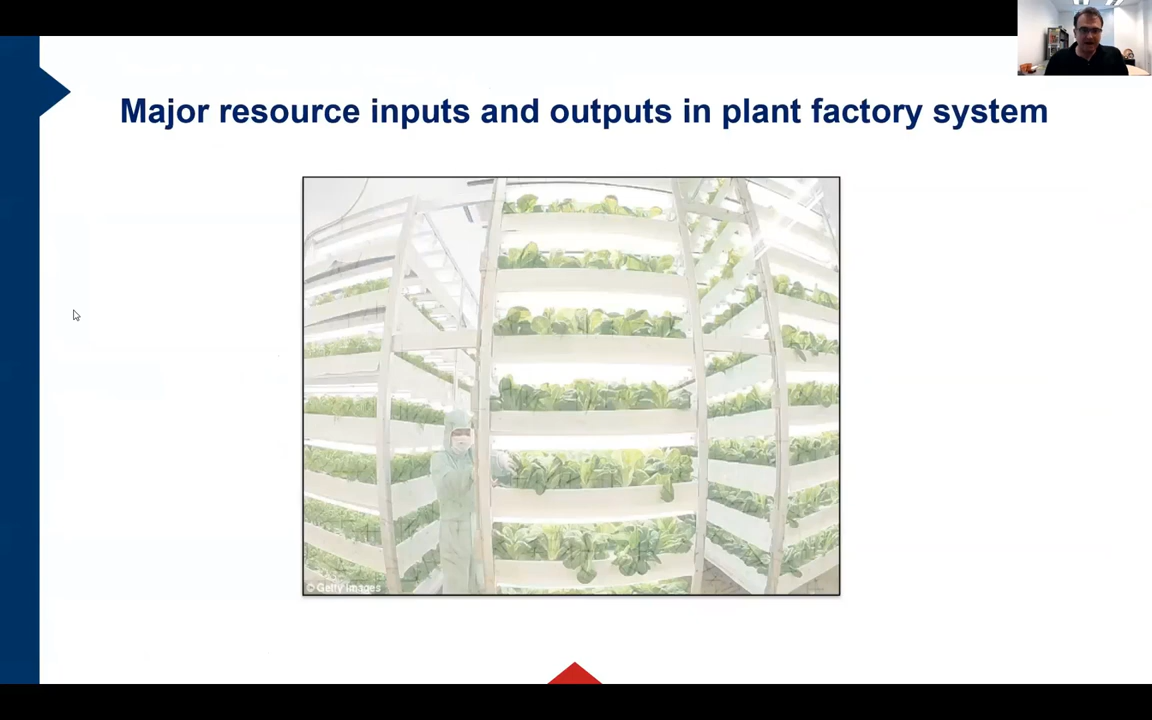 Major resource inputs and outputs in plant factory system
© Getty Images